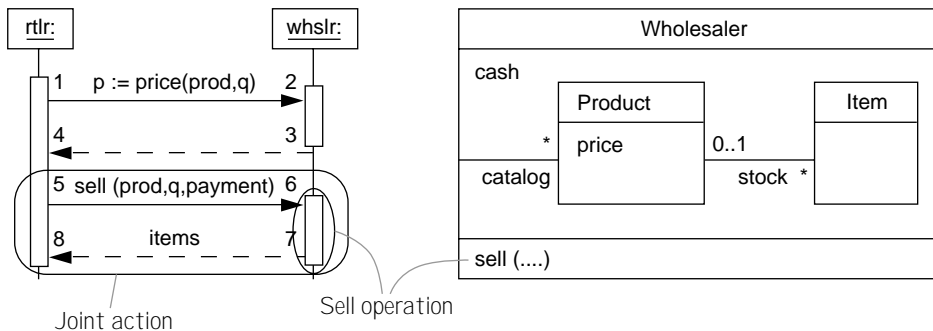 rtlr:
whslr:
1 p := price(prod,q) 2
4 3
5 sell (prod,q,payment) 6
8 items 7
Joint action
Sell operation
Wholesaler
cash
Product
price
Item
*
catalog
0..1
stock *
sell (....)